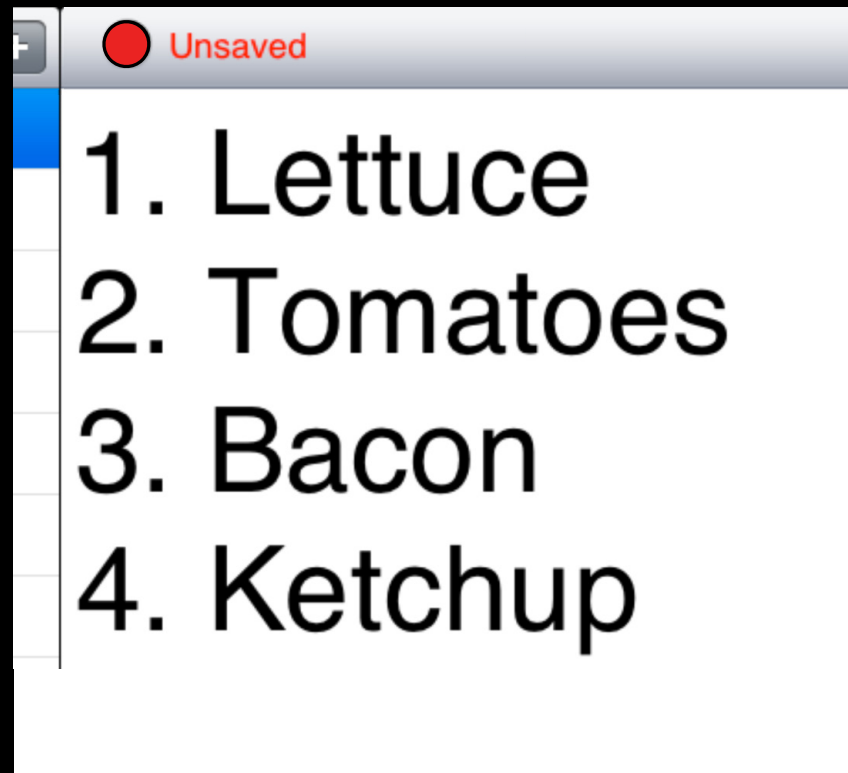 Unsaved
1. Lettuce
2. Tomatoes
3. Bacon
4. Ketchup